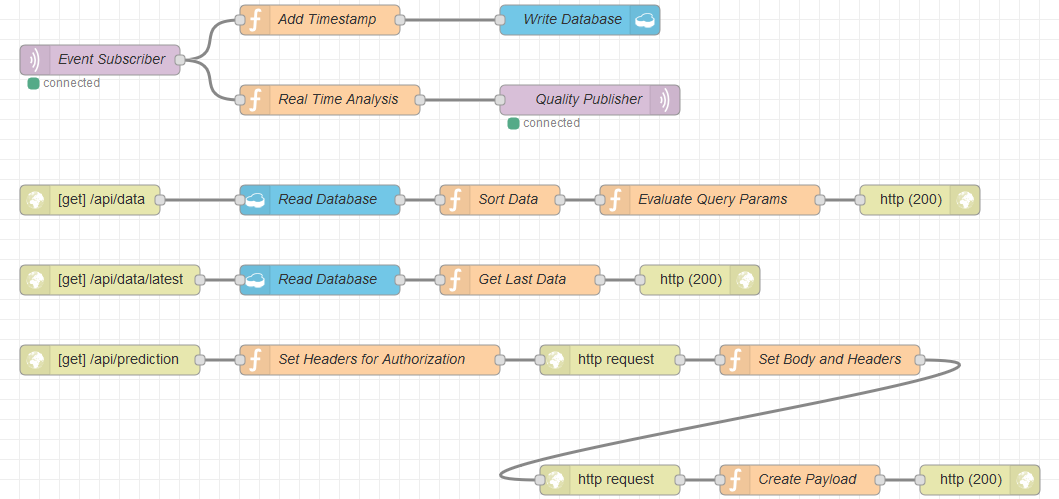 Add Timestamp
Write Database
Event Subscriber
connected
Real Time Analysis
Quality Publisher
connected
[get] /api/data
Read Database
Sort Data
Evaluate Query Params
http (200)
[get] /api/data/latest
Read Database
Get Last Data
http (200)
[get] /api/prediction
Set Headers for Authorization
http request
Set Body and Headers
http request
Create Payload
http (200)